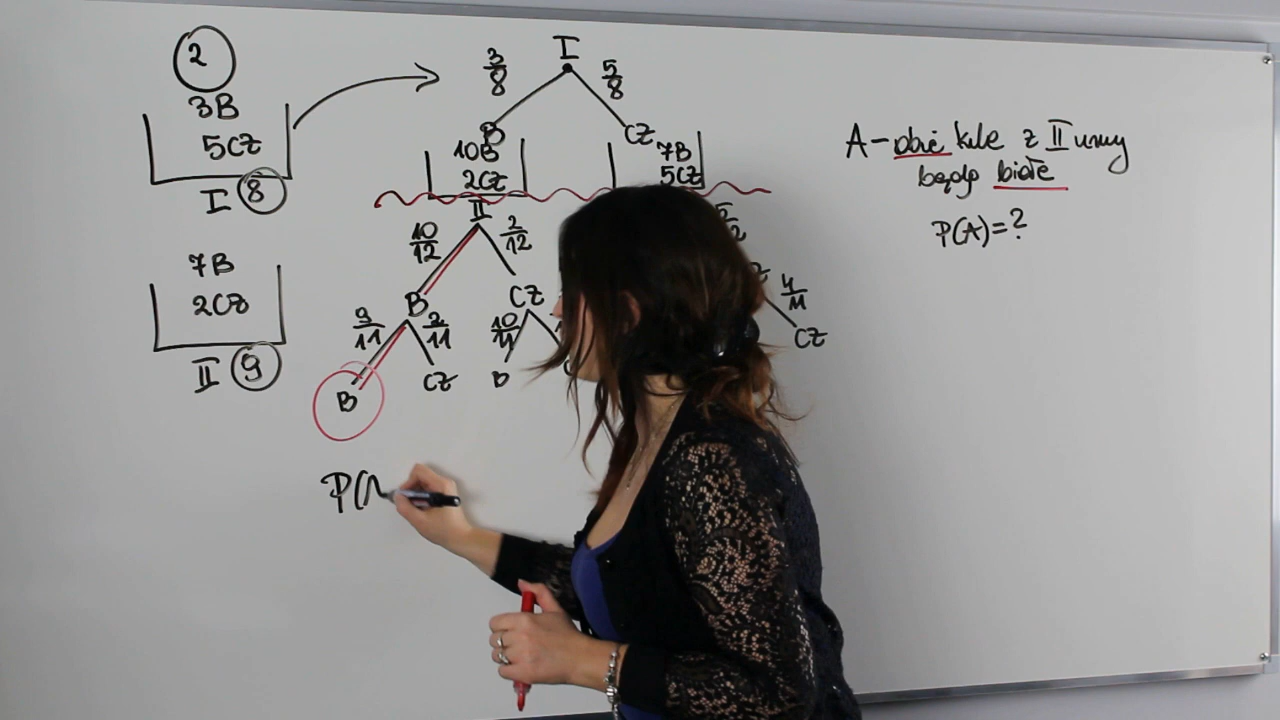 2
3B
5CZ
I 8
7B
2CZ
II 9
I
3/8 5/8
B CZ
10B
2CZ
7B
5CZ
II
10/12 2/12
B CZ
9/11 2/11 10/11
B CZ B
4/11
CZ
P(A
A - obie kule z II urny
będą białe
P(A) = ?